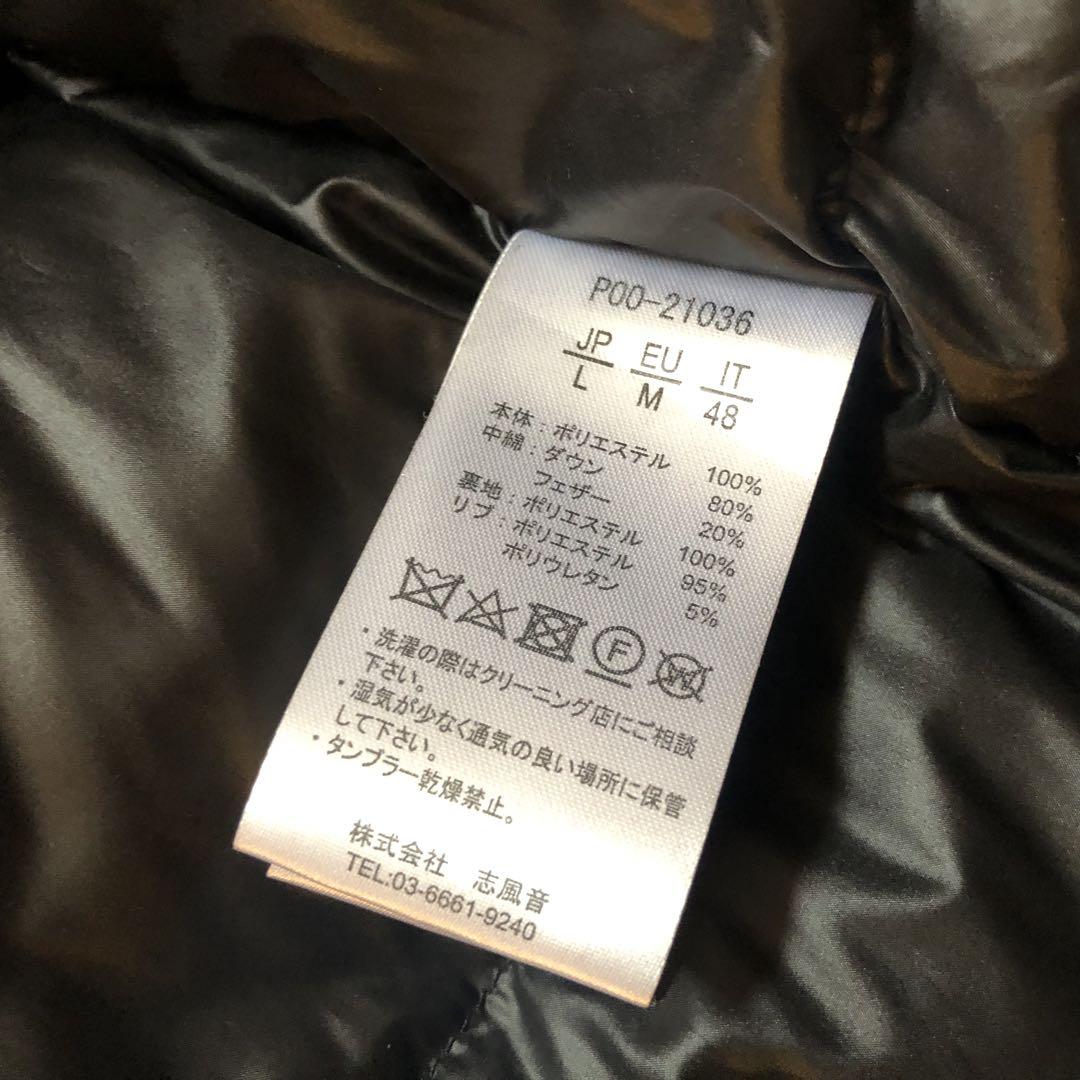 P00-21036
JP EU IT
L M 48
本体：ポリエステル 100%
中綿：ダウン 80%
フェザー 20%
裏地：ポリエステル 100%
リブ：ポリエステル 95%
ポリウレタン 5%
F W
・洗濯の際はクリーニング店にご相談
下さい。
・湿気が少なく通気の良い場所に保管
して下さい。
・タンブラー乾燥禁止。
株式会社 志風音
TEL:03-6661-9240